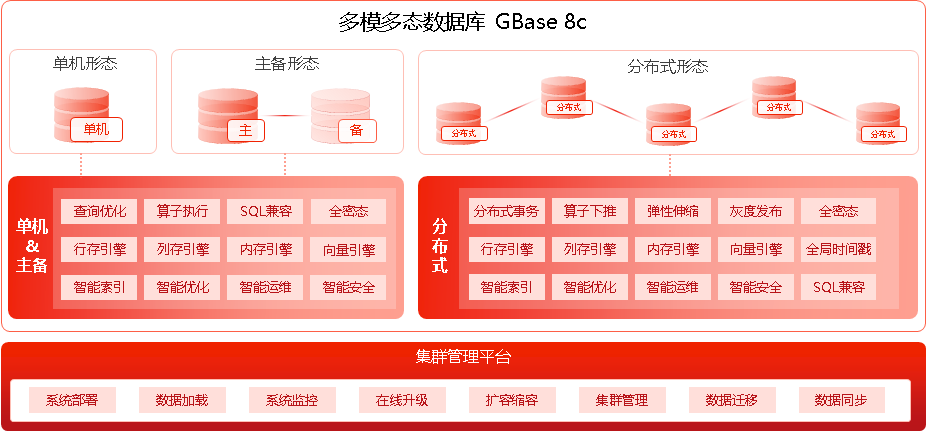 多模多态数据库 GBase 8c
单机形态
单机
主备形态
主
备
分布式形态
分布式
分布式
分布式
分布式
分布式
单机
&
主备
查询优化 算子执行 SQL兼容 全密态
行存引擎 列存引擎 内存引擎 向量引擎
智能索引 智能优化 智能运维 智能安全
分
布
式
分布式事务 算子下推 弹性伸缩 灰度发布 全密态
行存引擎 列存引擎 内存引擎 向量引擎 全局时间戳
智能索引 智能优化 智能运维 智能安全 SQL兼容
集群管理平台
系统部署 数据加载 系统监控 在线升级 扩容缩容 集群管理 数据迁移 数据同步